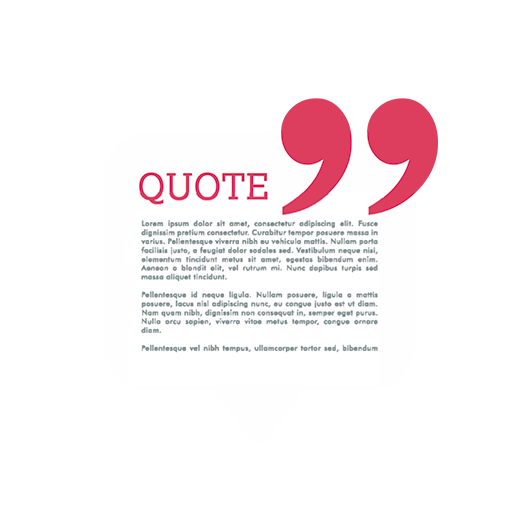 QUOTE
Lorem ipsum dolor sit amet, consectetur adipiscing elit. Fusce
dignissim pretium consectetur. Curabitur tempor posuere massa in
varius. Pellentesque viverra nibh eu vehicula mattis. Nullam porta
facilisis justo, a feugiat dolor sodales sed. Vestibulum neque nisi,
elementum tincidunt metus sit amet, egestas bibendum enim.
Aenean a blandit elit, vel rutrum mi. Nunc dapibus turpis sed
massa aliquet tincidunt.
Pellentesque id neque ligula. Nullam posuere, ligula a mattis
posuere, lacus nisl adipiscing nunc, eu congue justo est ut diam.
Nam quam nibh, dignissim non consequat in, semper eget purus.
Nulla arcu sapien, viverra vitae metus tempor, congue ornare
diam.
Pellentesque vel nibh tempus, ullamcorper tortor sed, bibendum